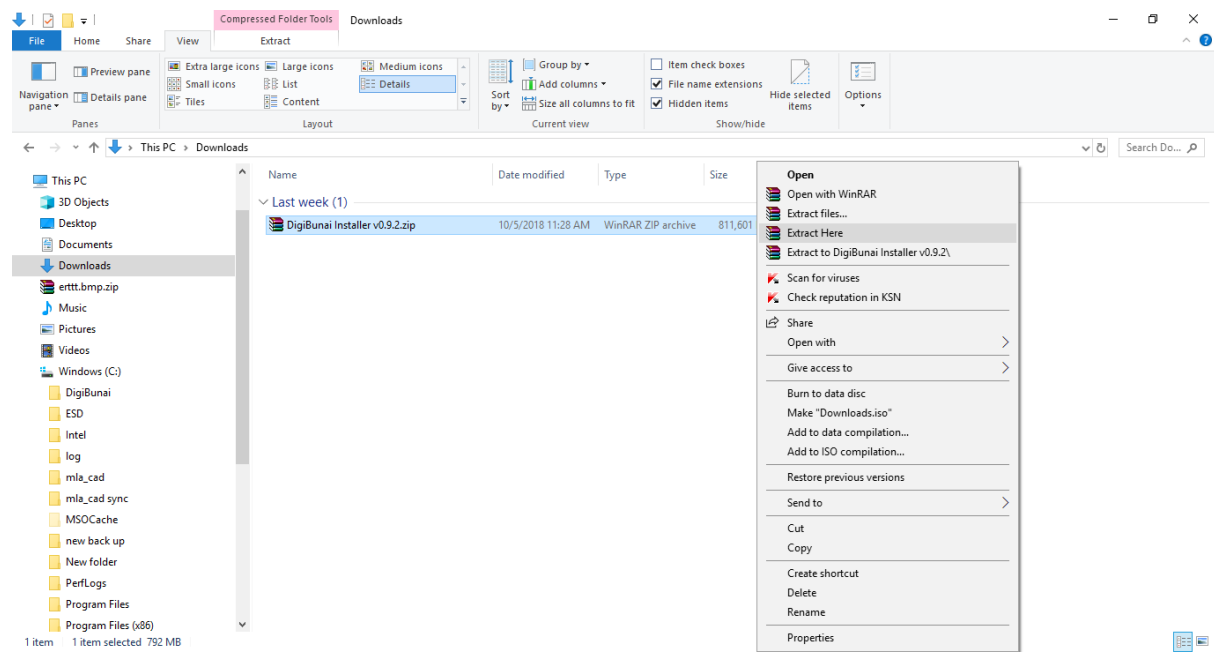 Compressed Folder Tools Downloads
File Home Share View Extract
Preview pane
Navigation pane
Details pane
Panes
Extra large icons Large icons Medium icons
Small icons List Details
Tiles Content
Layout
Sort by
Group by
Add columns
Size all columns to fit
Current view
Item check boxes
File name extensions
Hidden items
Hide selected items
Show/hide
Options
This PC > Downloads
Search Do...
This PC
3D Objects
Desktop
Documents
Downloads
erttt.bmp.zip
Music
Pictures
Videos
Windows (C:)
DigiBunai
ESD
Intel
log
mla_cad
mla_cad sync
MSOCache
new back up
New folder
PerfLogs
Program Files
Program Files (x86)
Name Date modified Type Size
Last week (1)
DigiBunai Installer v0.9.2.zip 10/5/2018 11:28 AM WinRAR ZIP archive 811,601
Open
Open with WinRAR
Extract files...
Extract Here
Extract to DigiBunai Installer v0.9.2\
Scan for viruses
Check reputation in KSN
Share
Open with
Give access to
Burn to data disc
Make "Downloads.iso"
Add to data compilation...
Add to ISO compilation...
Restore previous versions
Send to
Cut
Copy
Create shortcut
Delete
Rename
Properties
1 item 1 item selected 792 MB